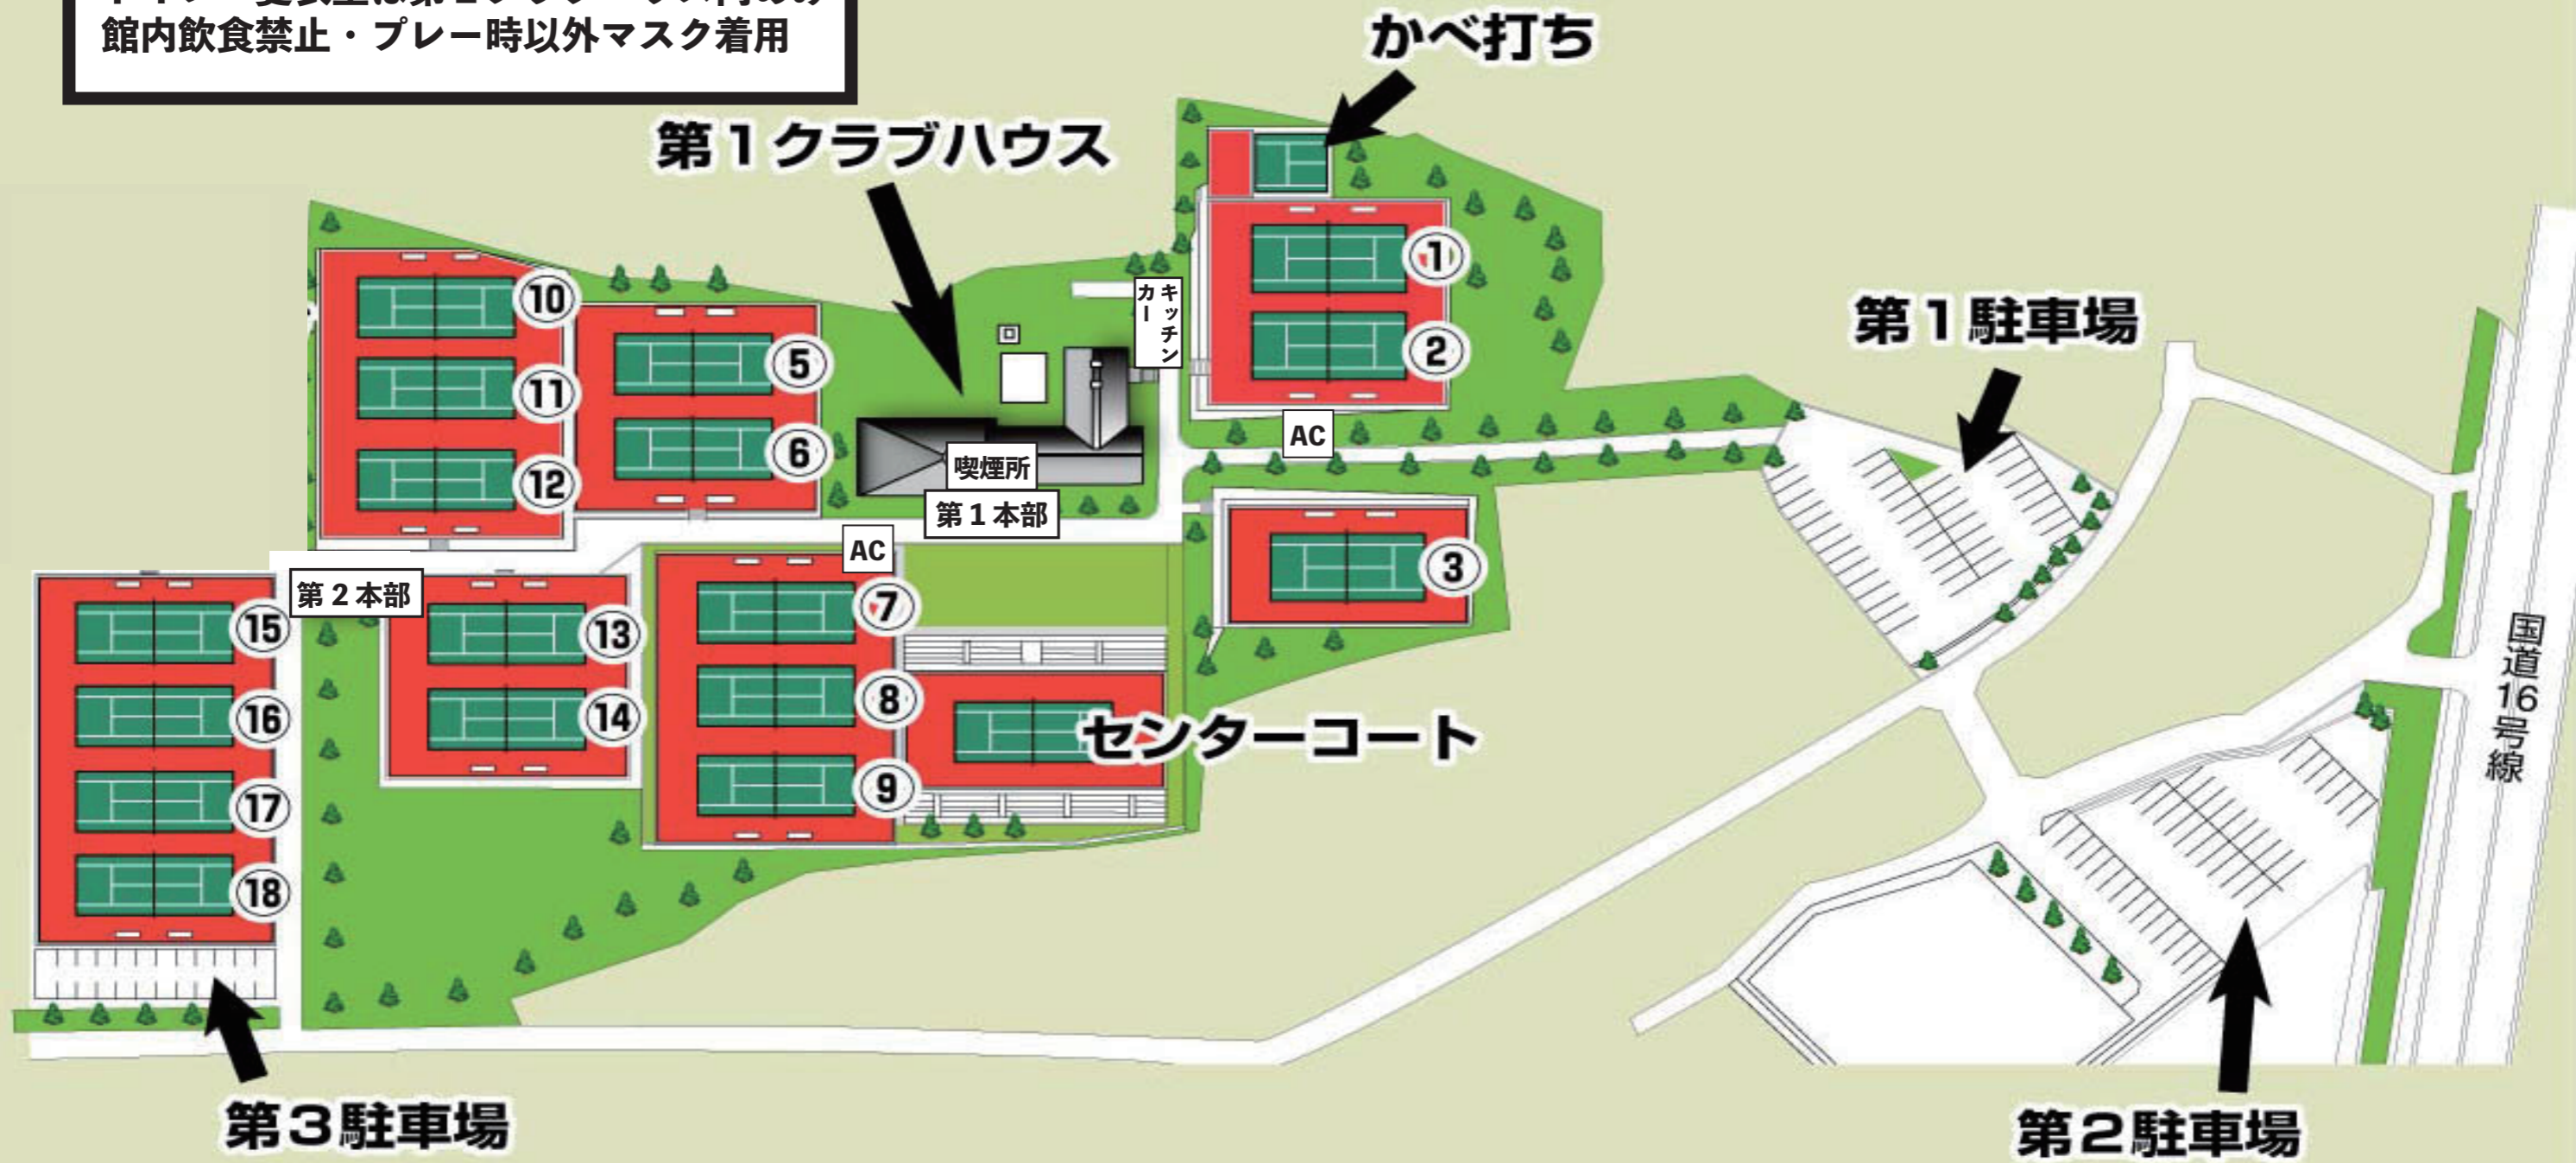 館内飲食禁止・プレー時以外マスク着用
かべ打ち
第1クラブハウス
キッチン
カー
①
②
第1駐車場
⑩
⑪
⑫
⑤
⑥
AC
喫煙所
第1本部
AC
③
第2本部
⑮
⑯
⑰
⑱
⑬
⑭
⑦
⑧
⑨
センターコート
国道16号線
第3駐車場
第2駐車場